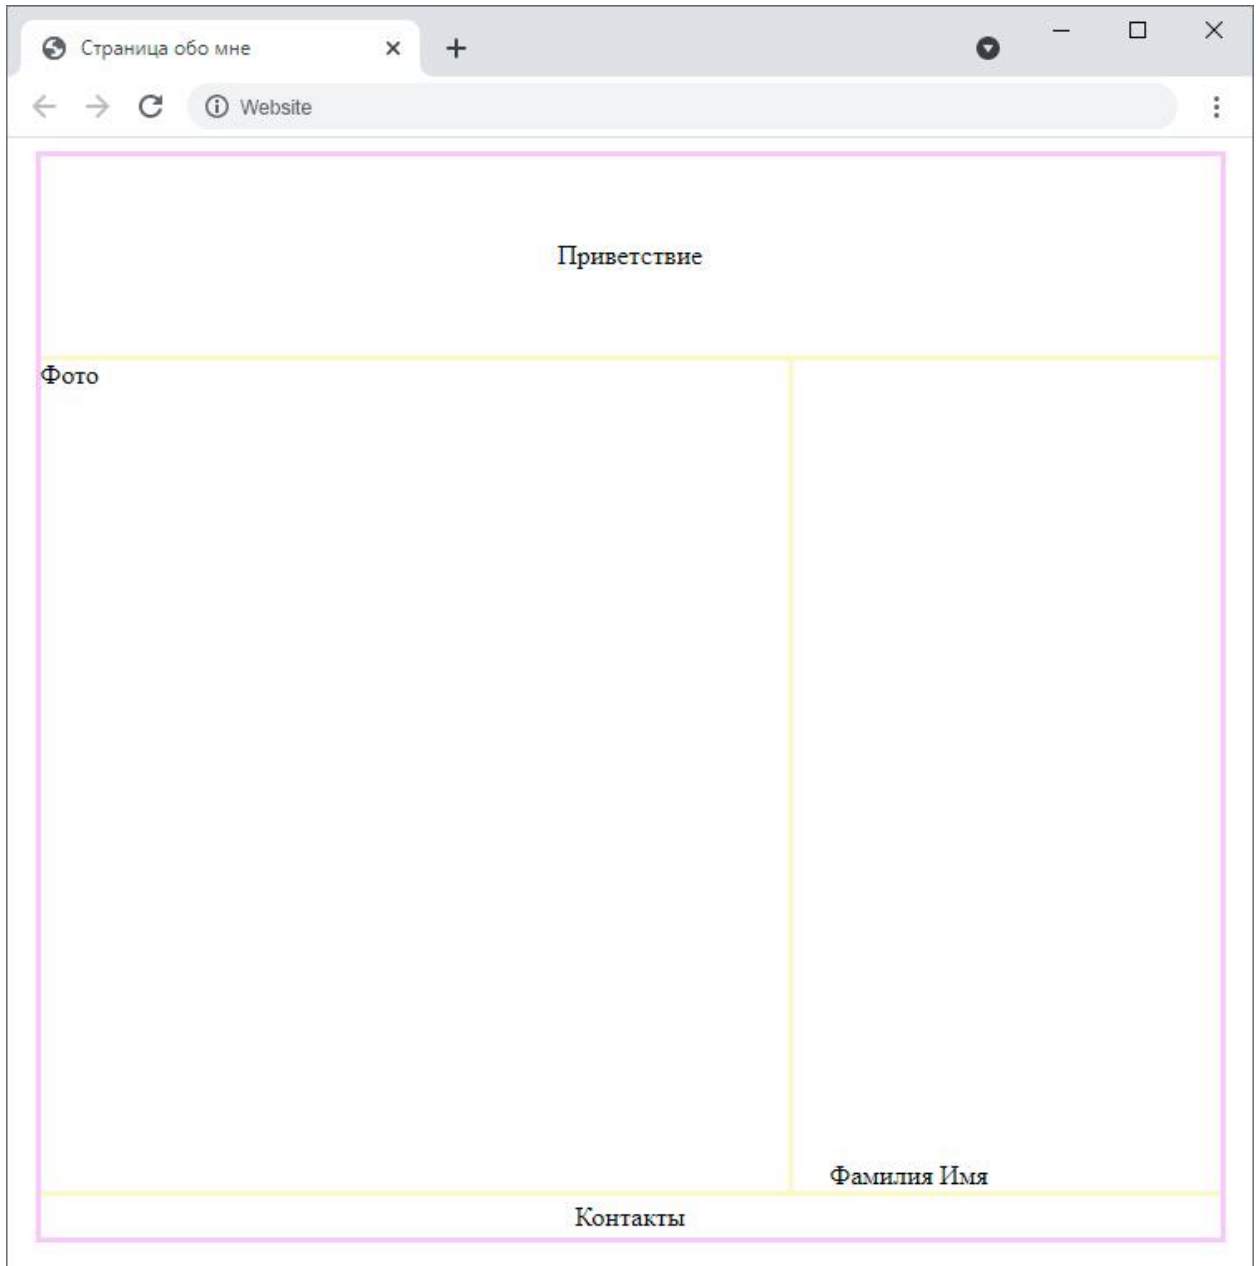 Страница обо мне
Website
Приветствие
Фото
Фамилия Имя
Контакты